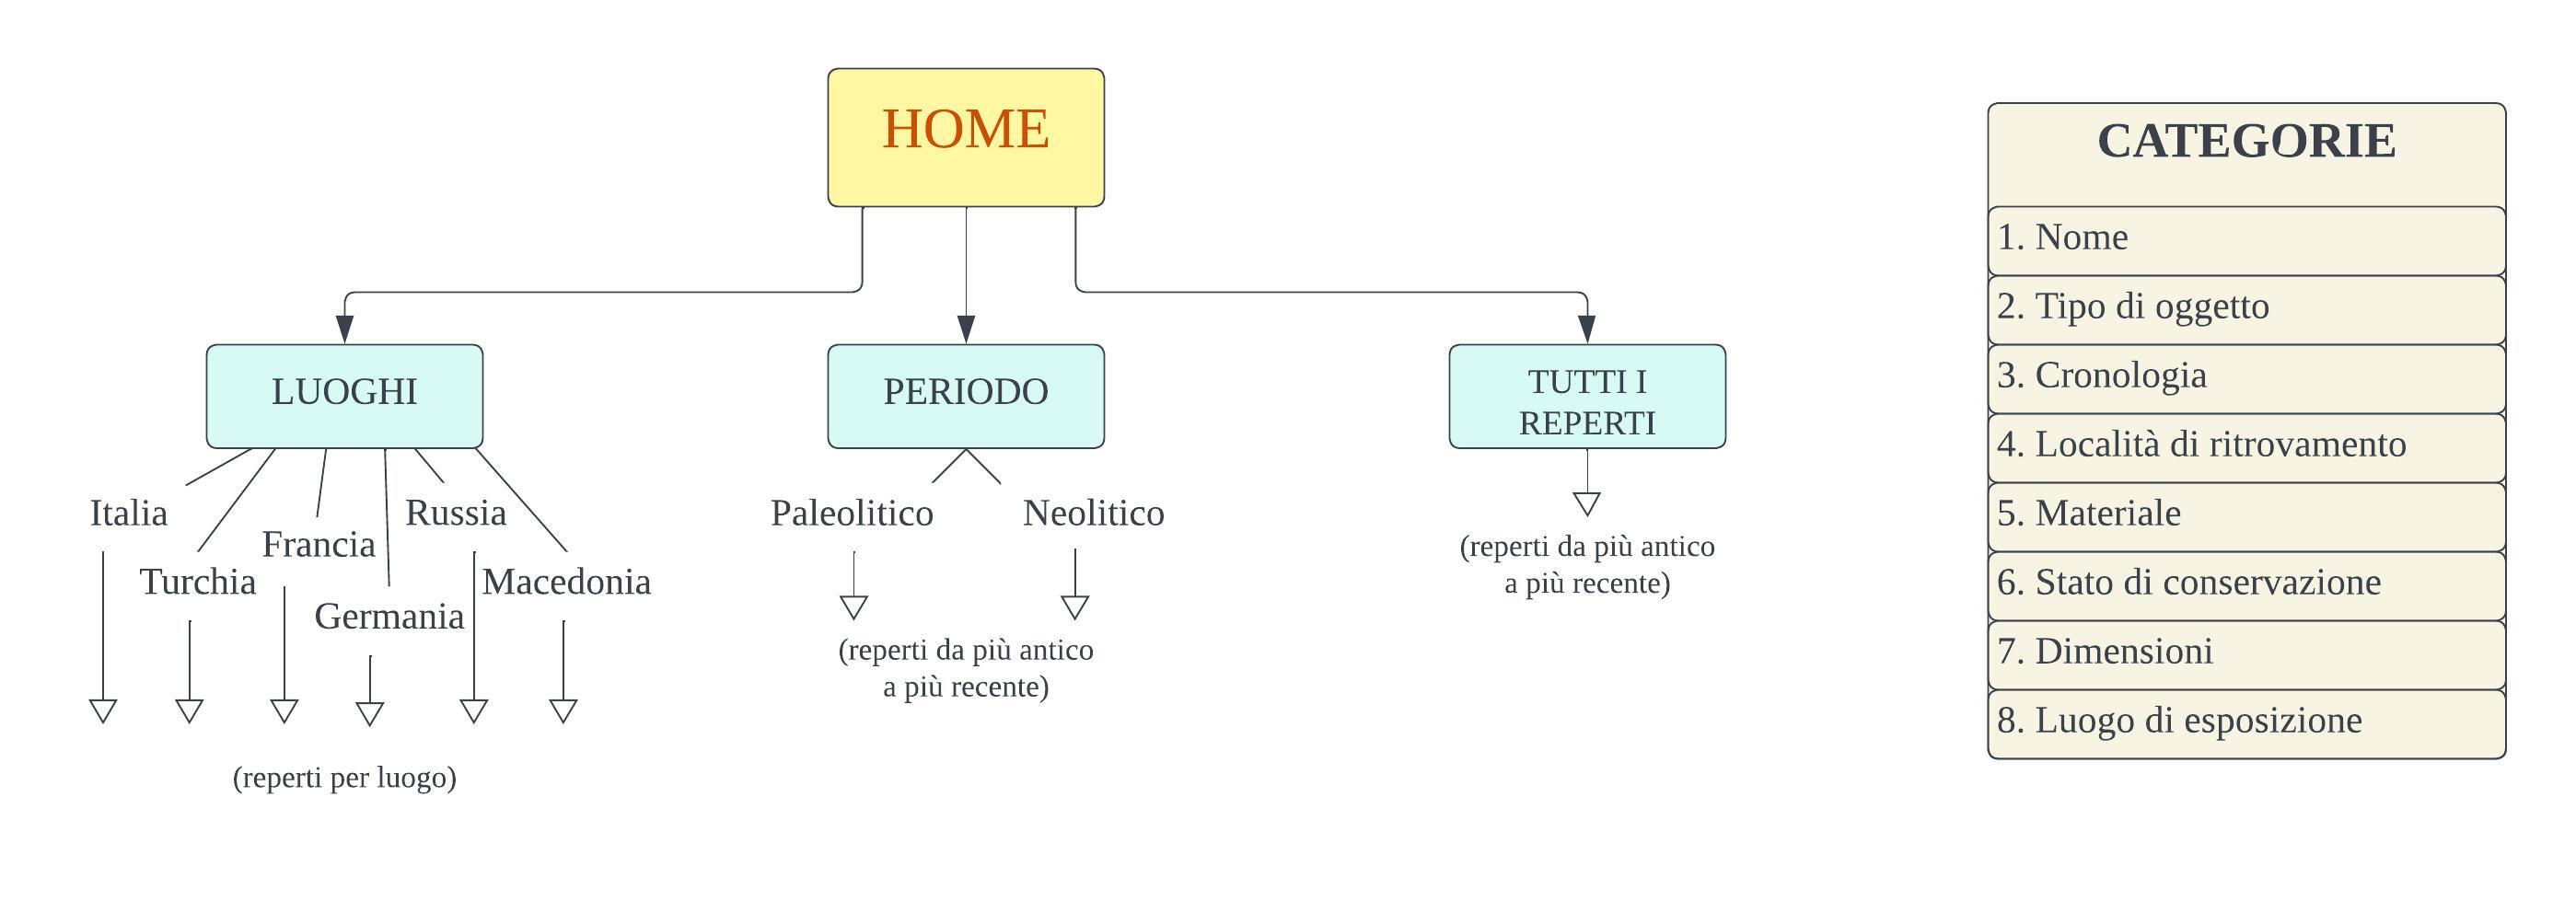 HOME
LUOGHI
Italia
Turchia
Francia
Germania
Russia
Macedonia
(reperti per luogo)
PERIODO
Paleolitico
Neolitico
(reperti da più antico
a più recente)
TUTTI I
REPERTI
(reperti da più antico
a più recente)
CATEGORIE
1. Nome
2. Tipo di oggetto
3. Cronologia
4. Località di ritrovamento
5. Materiale
6. Stato di conservazione
7. Dimensioni
8. Luogo di esposizione